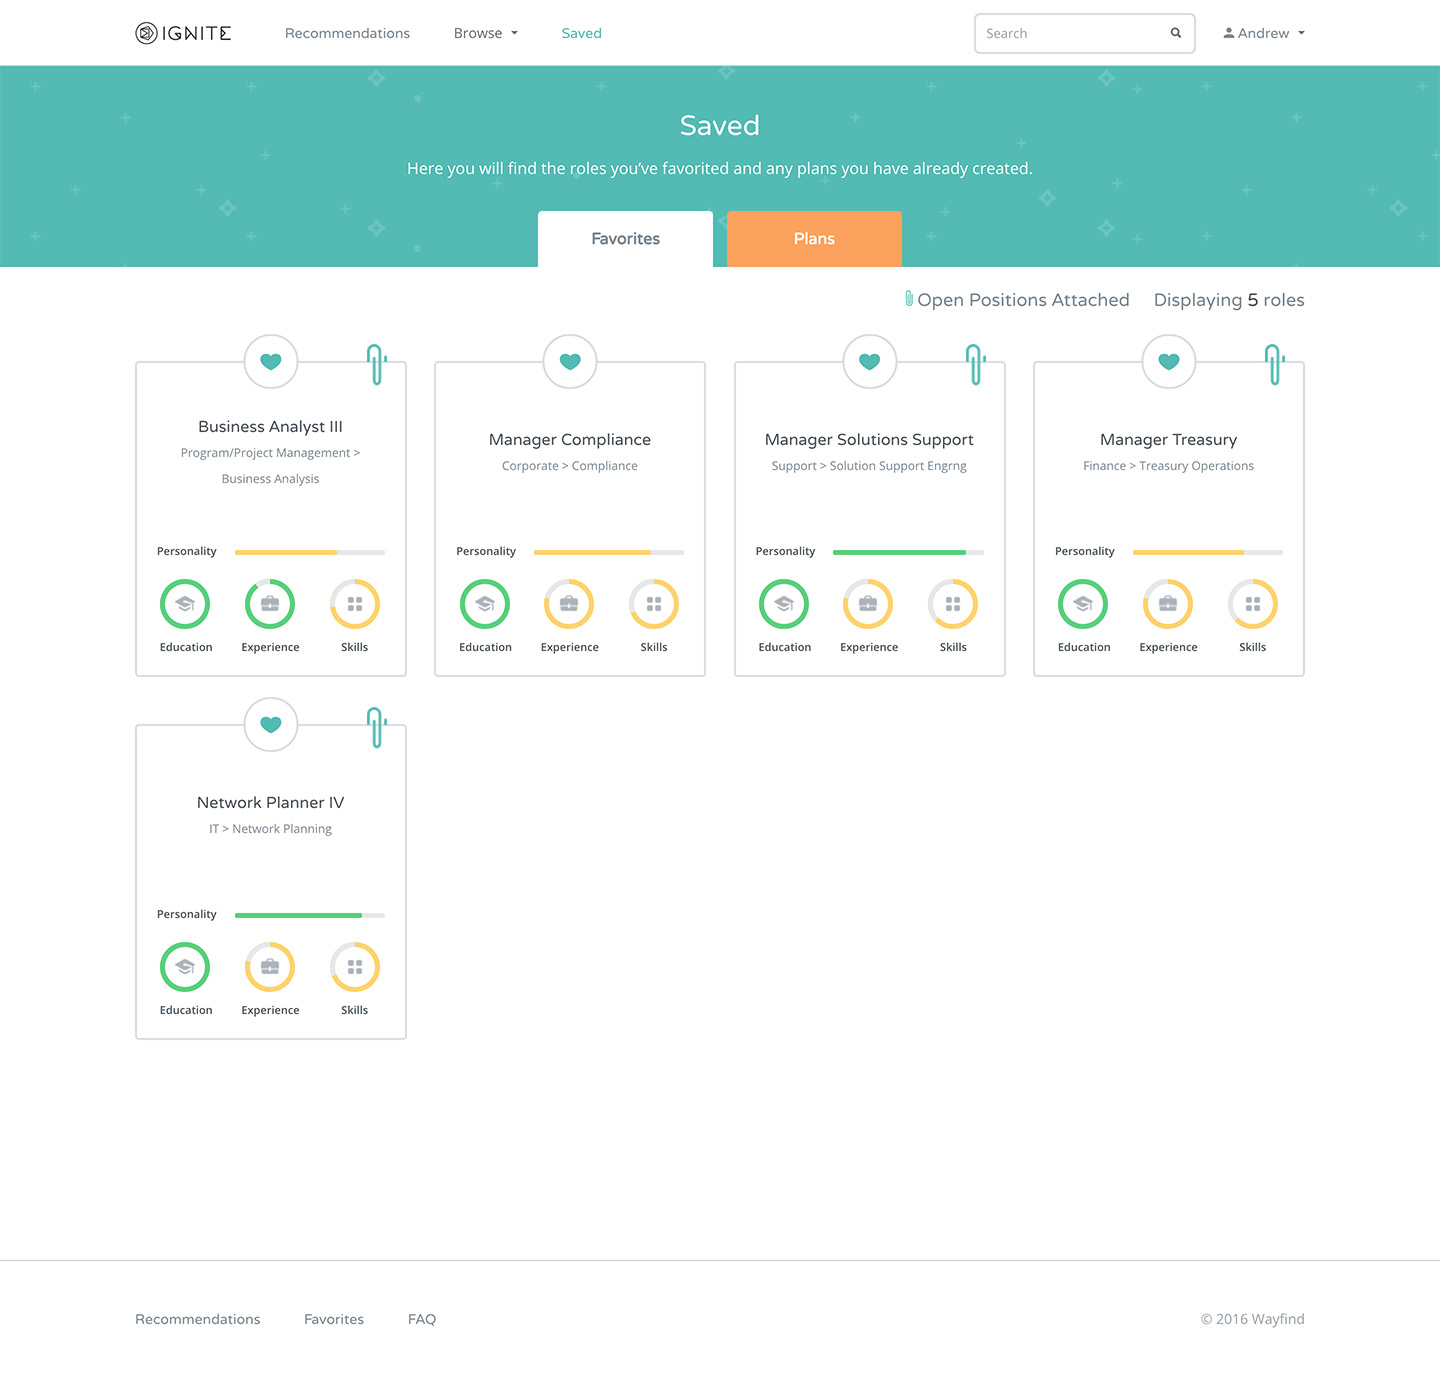 IGNITE
Recommendations
Browse
Saved
Search
Andrew
Saved
Here you will find the roles you've favorited and any plans you have already created.
Favorites
Plans
Open Positions Attached
Displaying 5 roles
Business Analyst III
Program/Project Management >
Business Analysis
Personality
Education
Experience
Skills
Manager Compliance
Corporate > Compliance
Personality
Education
Experience
Skills
Manager Solutions Support
Support > Solution Support Engrng
Personality
Education
Experience
Skills
Manager Treasury
Finance > Treasury Operations
Personality
Education
Experience
Skills
Network Planner IV
IT > Network Planning
Personality
Education
Experience
Skills
Recommendations
Favorites
FAQ
© 2016 Wayfind